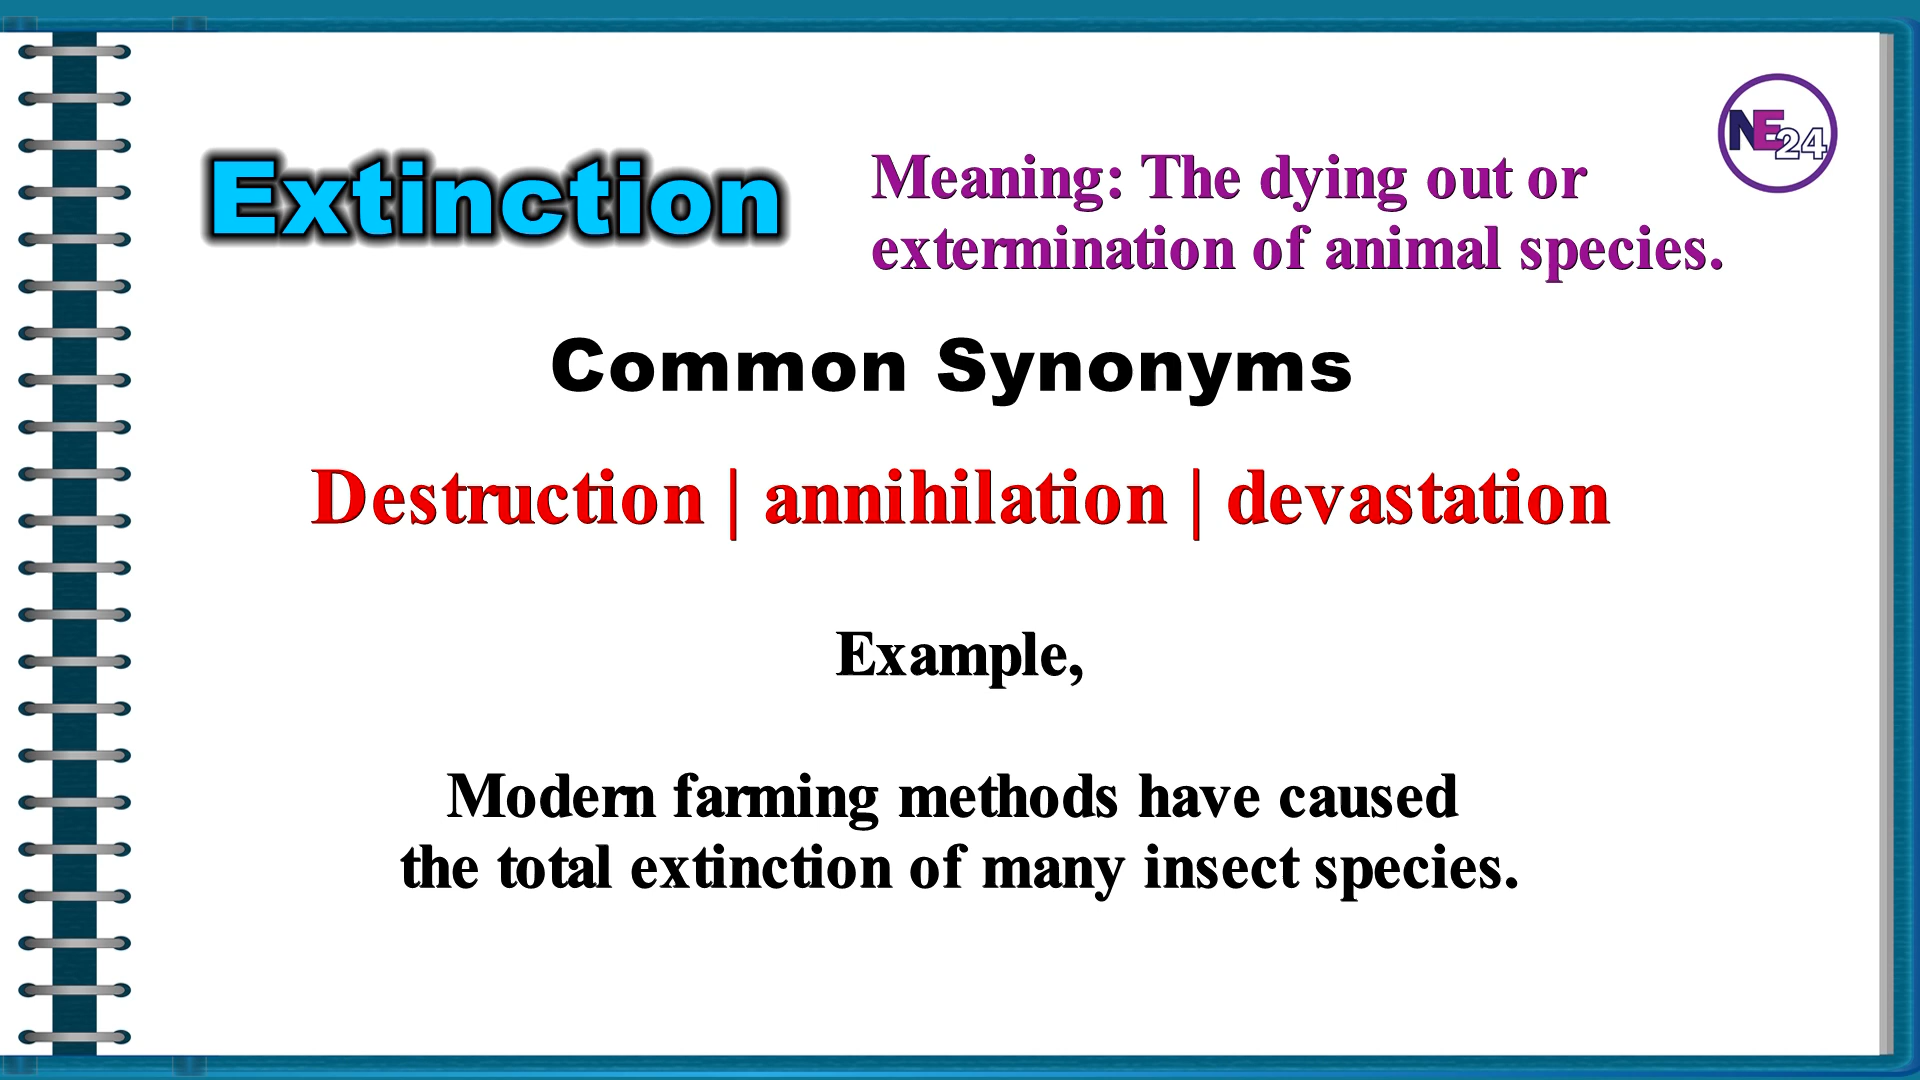 Extinction
Meaning: The dying out or
extermination of animal species.
NE24
Common Synonyms
Destruction | annihilation | devastation
Example,
Modern farming methods have caused
the total extinction of many insect species.